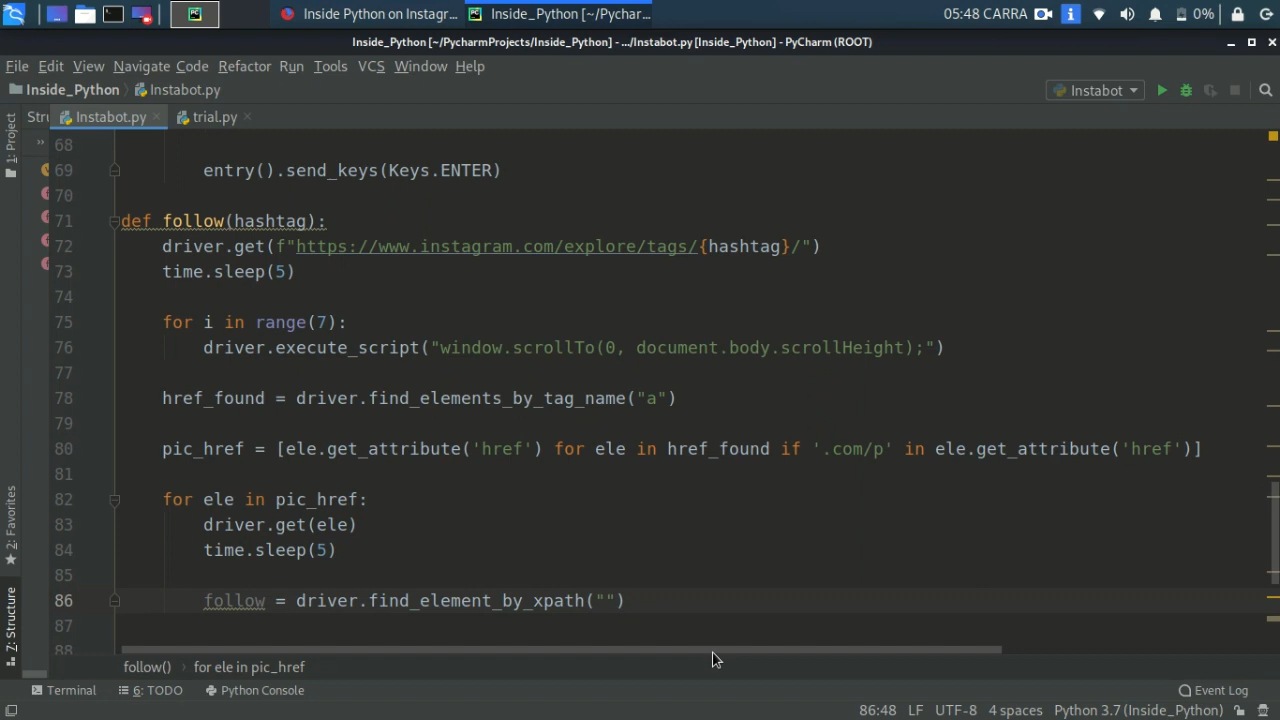 Inside Python on Instagr...
Inside_Python [~/Pychar...
05:48 CARRA
0%
Inside_Python [~/PycharmProjects/Inside_Python] - .../Instabot.py [Inside_Python] - PyCharm (ROOT)
File Edit View Navigate Code Refactor Run Tools VCS Window Help
Inside_Python Instabot.py
Instabot
Stru Instabot.py trial.py
1: Project
68
69 entry().send_keys(Keys.ENTER)
70
71 def follow(hashtag):
72 driver.get(f"https://www.instagram.com/explore/tags/{hashtag}/")
73 time.sleep(5)
74
75 for i in range(7):
76 driver.execute_script("window.scrollTo(0, document.body.scrollHeight);")
77
78 href_found = driver.find_elements_by_tag_name("a")
79
80 pic_href = [ele.get_attribute('href') for ele in href_found if '.com/p' in ele.get_attribute('href')]
81
82 for ele in pic_href:
83 driver.get(ele)
84 time.sleep(5)
85
86 follow = driver.find_element_by_xpath("")
87
88
2: Favorites
7: Structure
follow() › for ele in pic_href
Terminal 6: TODO Python Console
Event Log
86:48 LF UTF-8 4 spaces Python 3.7 (Inside_Python)